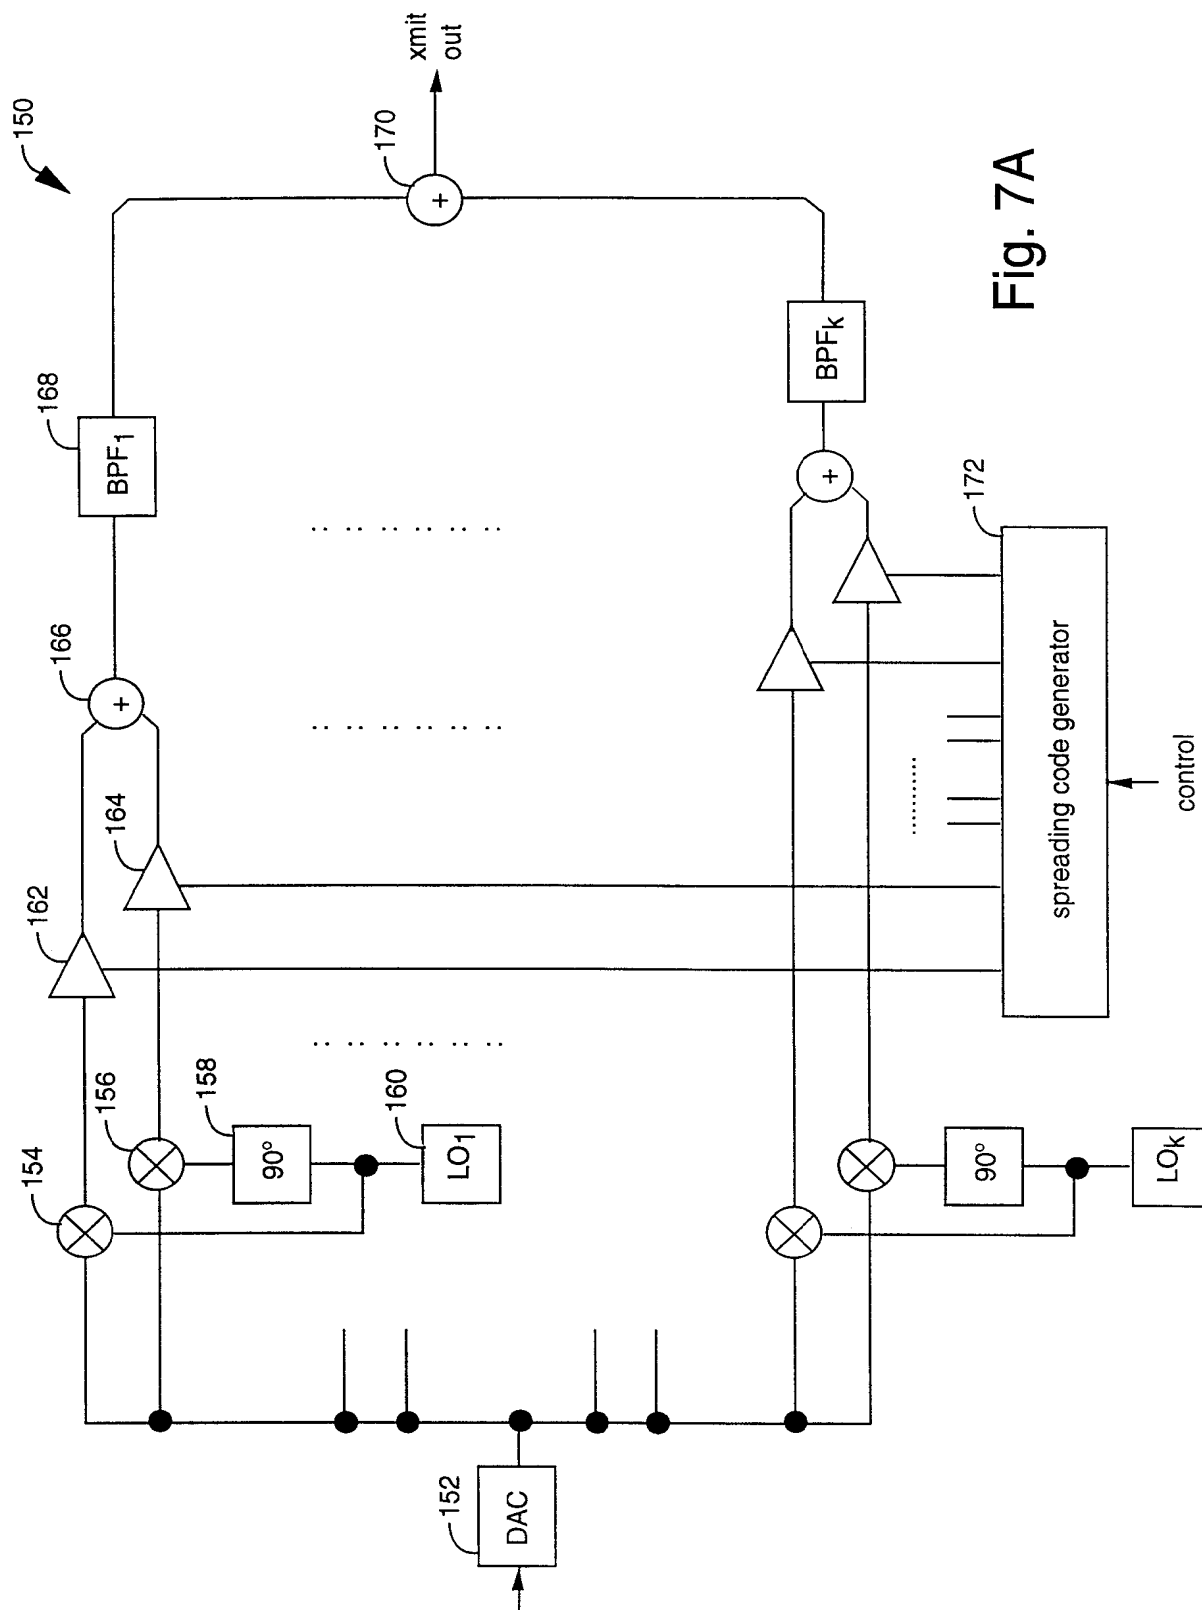 150
xmit
out
170
168
BPF1
166
162
164
154
156
158
90°
160
LO1
152
DAC
BPFk
172
spreading code generator
control
90°
LOk
Fig. 7A
+
+
+